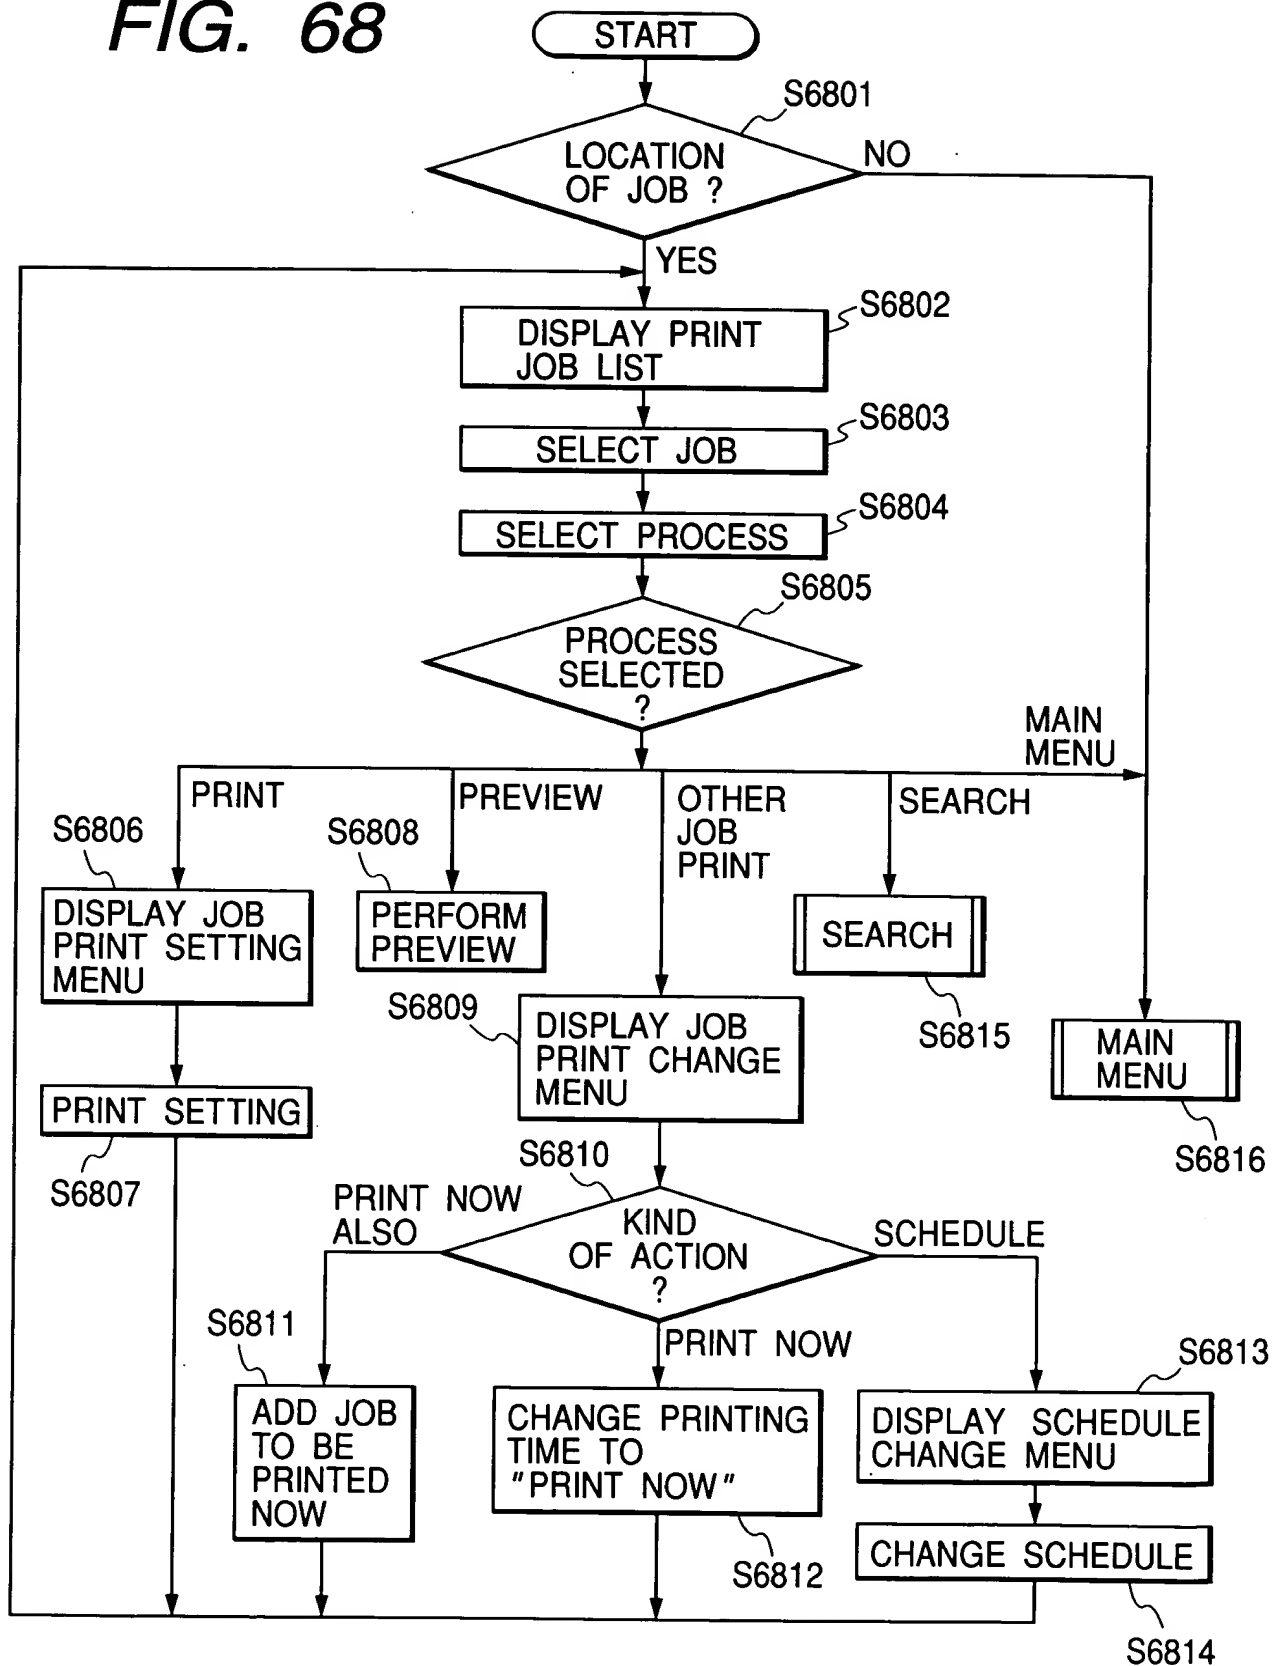 FIG. 68
START
S6801
LOCATION
OF JOB ?
NO
YES
S6802
DISPLAY PRINT
JOB LIST
S6803
SELECT JOB
S6804
SELECT PROCESS
S6805
PROCESS
SELECTED
?
MAIN
MENU
PRINT
PREVIEW
OTHER
JOB
PRINT
SEARCH
S6806
DISPLAY JOB
PRINT SETTING
MENU
S6808
PERFORM
PREVIEW
SEARCH
S6815
S6809
DISPLAY JOB
PRINT CHANGE
MENU
MAIN
MENU
S6816
PRINT SETTING
S6807
S6810
KIND
OF ACTION
?
PRINT NOW
ALSO
SCHEDULE
PRINT NOW
S6811
ADD JOB
TO BE
PRINTED
NOW
CHANGE PRINTING
TIME TO
"PRINT NOW"
S6812
S6813
DISPLAY SCHEDULE
CHANGE MENU
CHANGE SCHEDULE
S6814